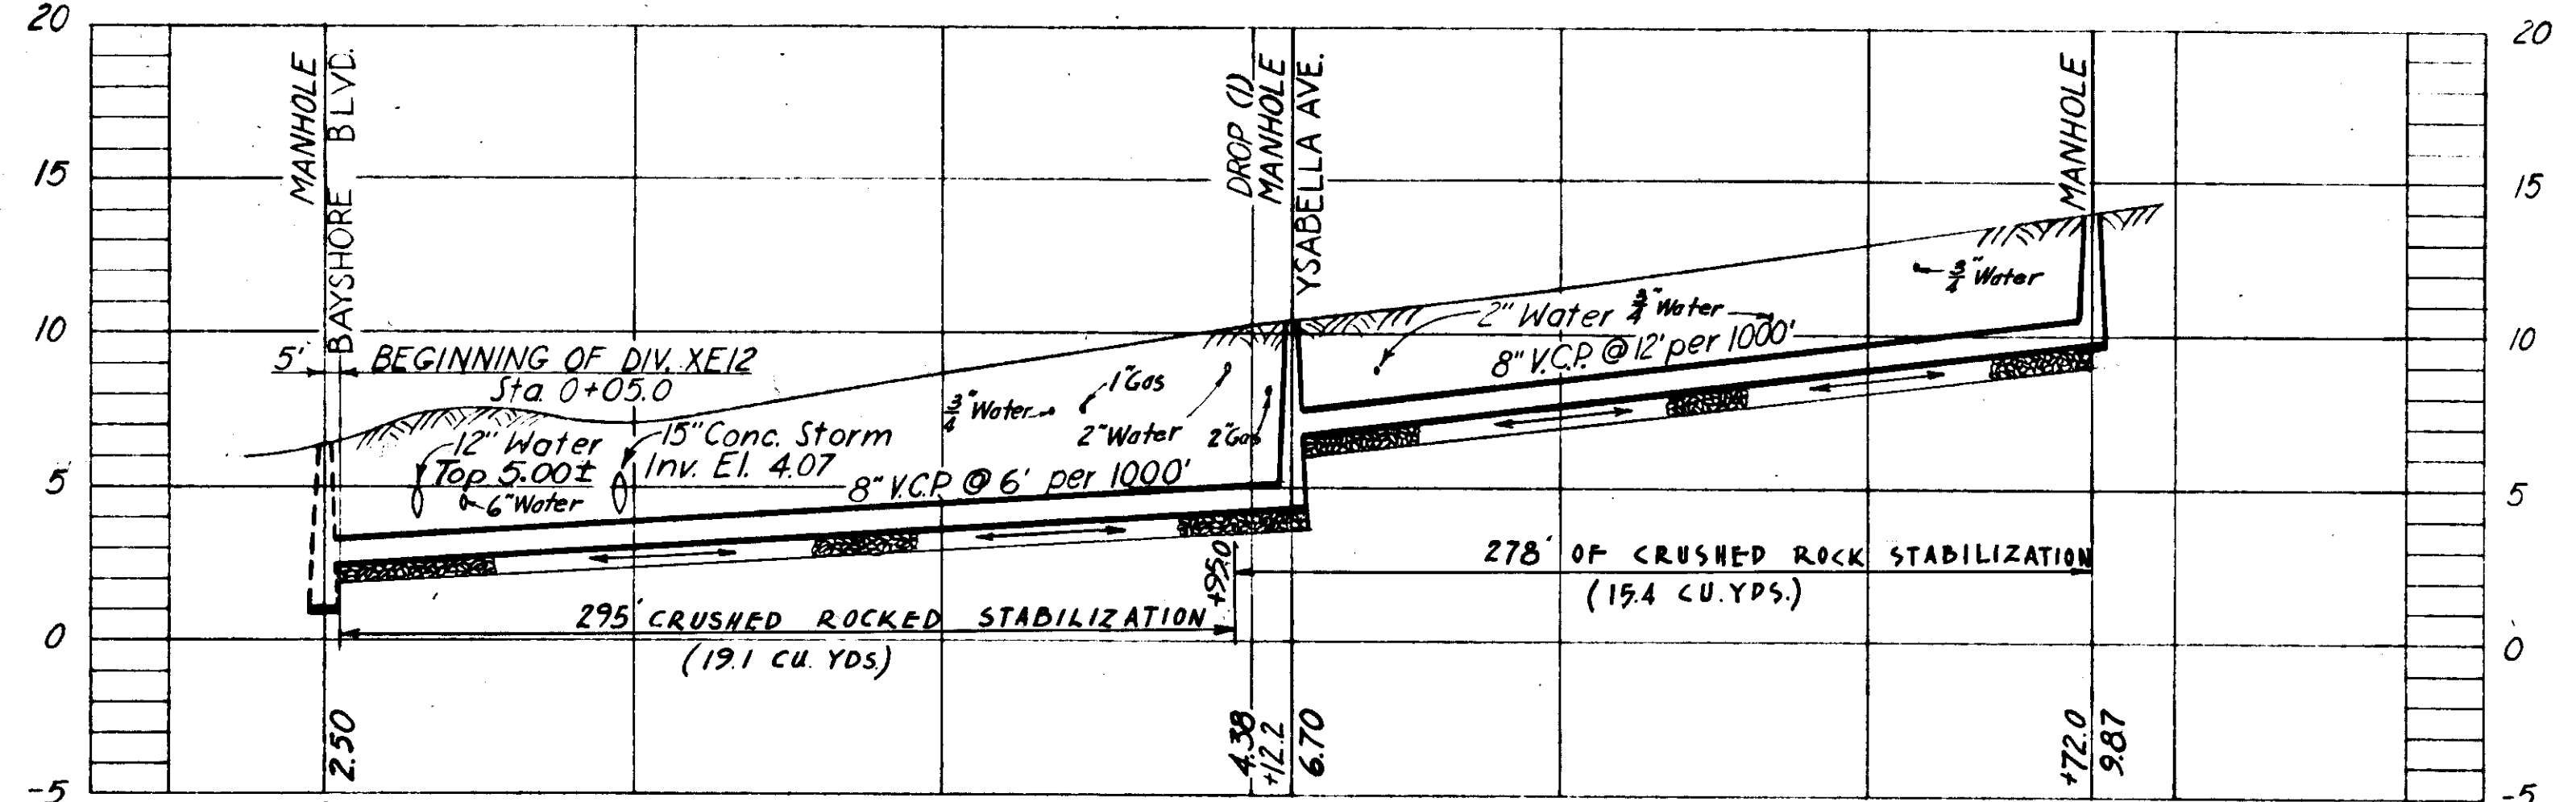 20
20
MANHOLE
BAYSHORE BLVD.
DROP (1)
MANHOLE
YSABELLA AVE.
MANHOLE
15
15
3/4" Water
2" Water
3/4" Water
10
10
8" V.C.P. @ 12' per 1000'
5'
BEGINNING OF DIV. XE12
Sta. 0+05.0
1" Gas
3/4" Water
2" Water
2" Gas
12" Water
Top 5.00±
6" Water
15" Conc. Storm
Inv. El. 4.07
8" V.C.P. @ 6' per 1000'
5
5
+95.0
278' OF CRUSHED ROCK STABILIZATION
(15.4 CU. YDS.)
295' CRUSHED ROCKED STABILIZATION
(19.1 CU. YDS.)
0
0
2.50
4.38
+12.2
6.70
+72.0
9.87
-5
-5